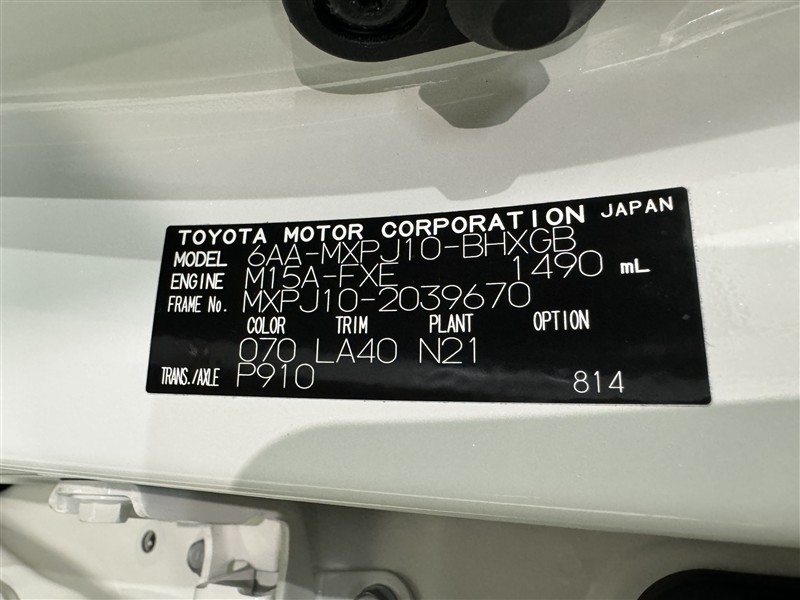 TOYOTA MOTOR CORPORATION JAPAN
MODEL 6AA-MXPJ10-BHXGB
ENGINE M15A-FXE 1490 mL
FRAME No. MXPJ10-2039670
COLOR TRIM PLANT OPTION
070 LA40 N21
TRANS./AXLE P910 814